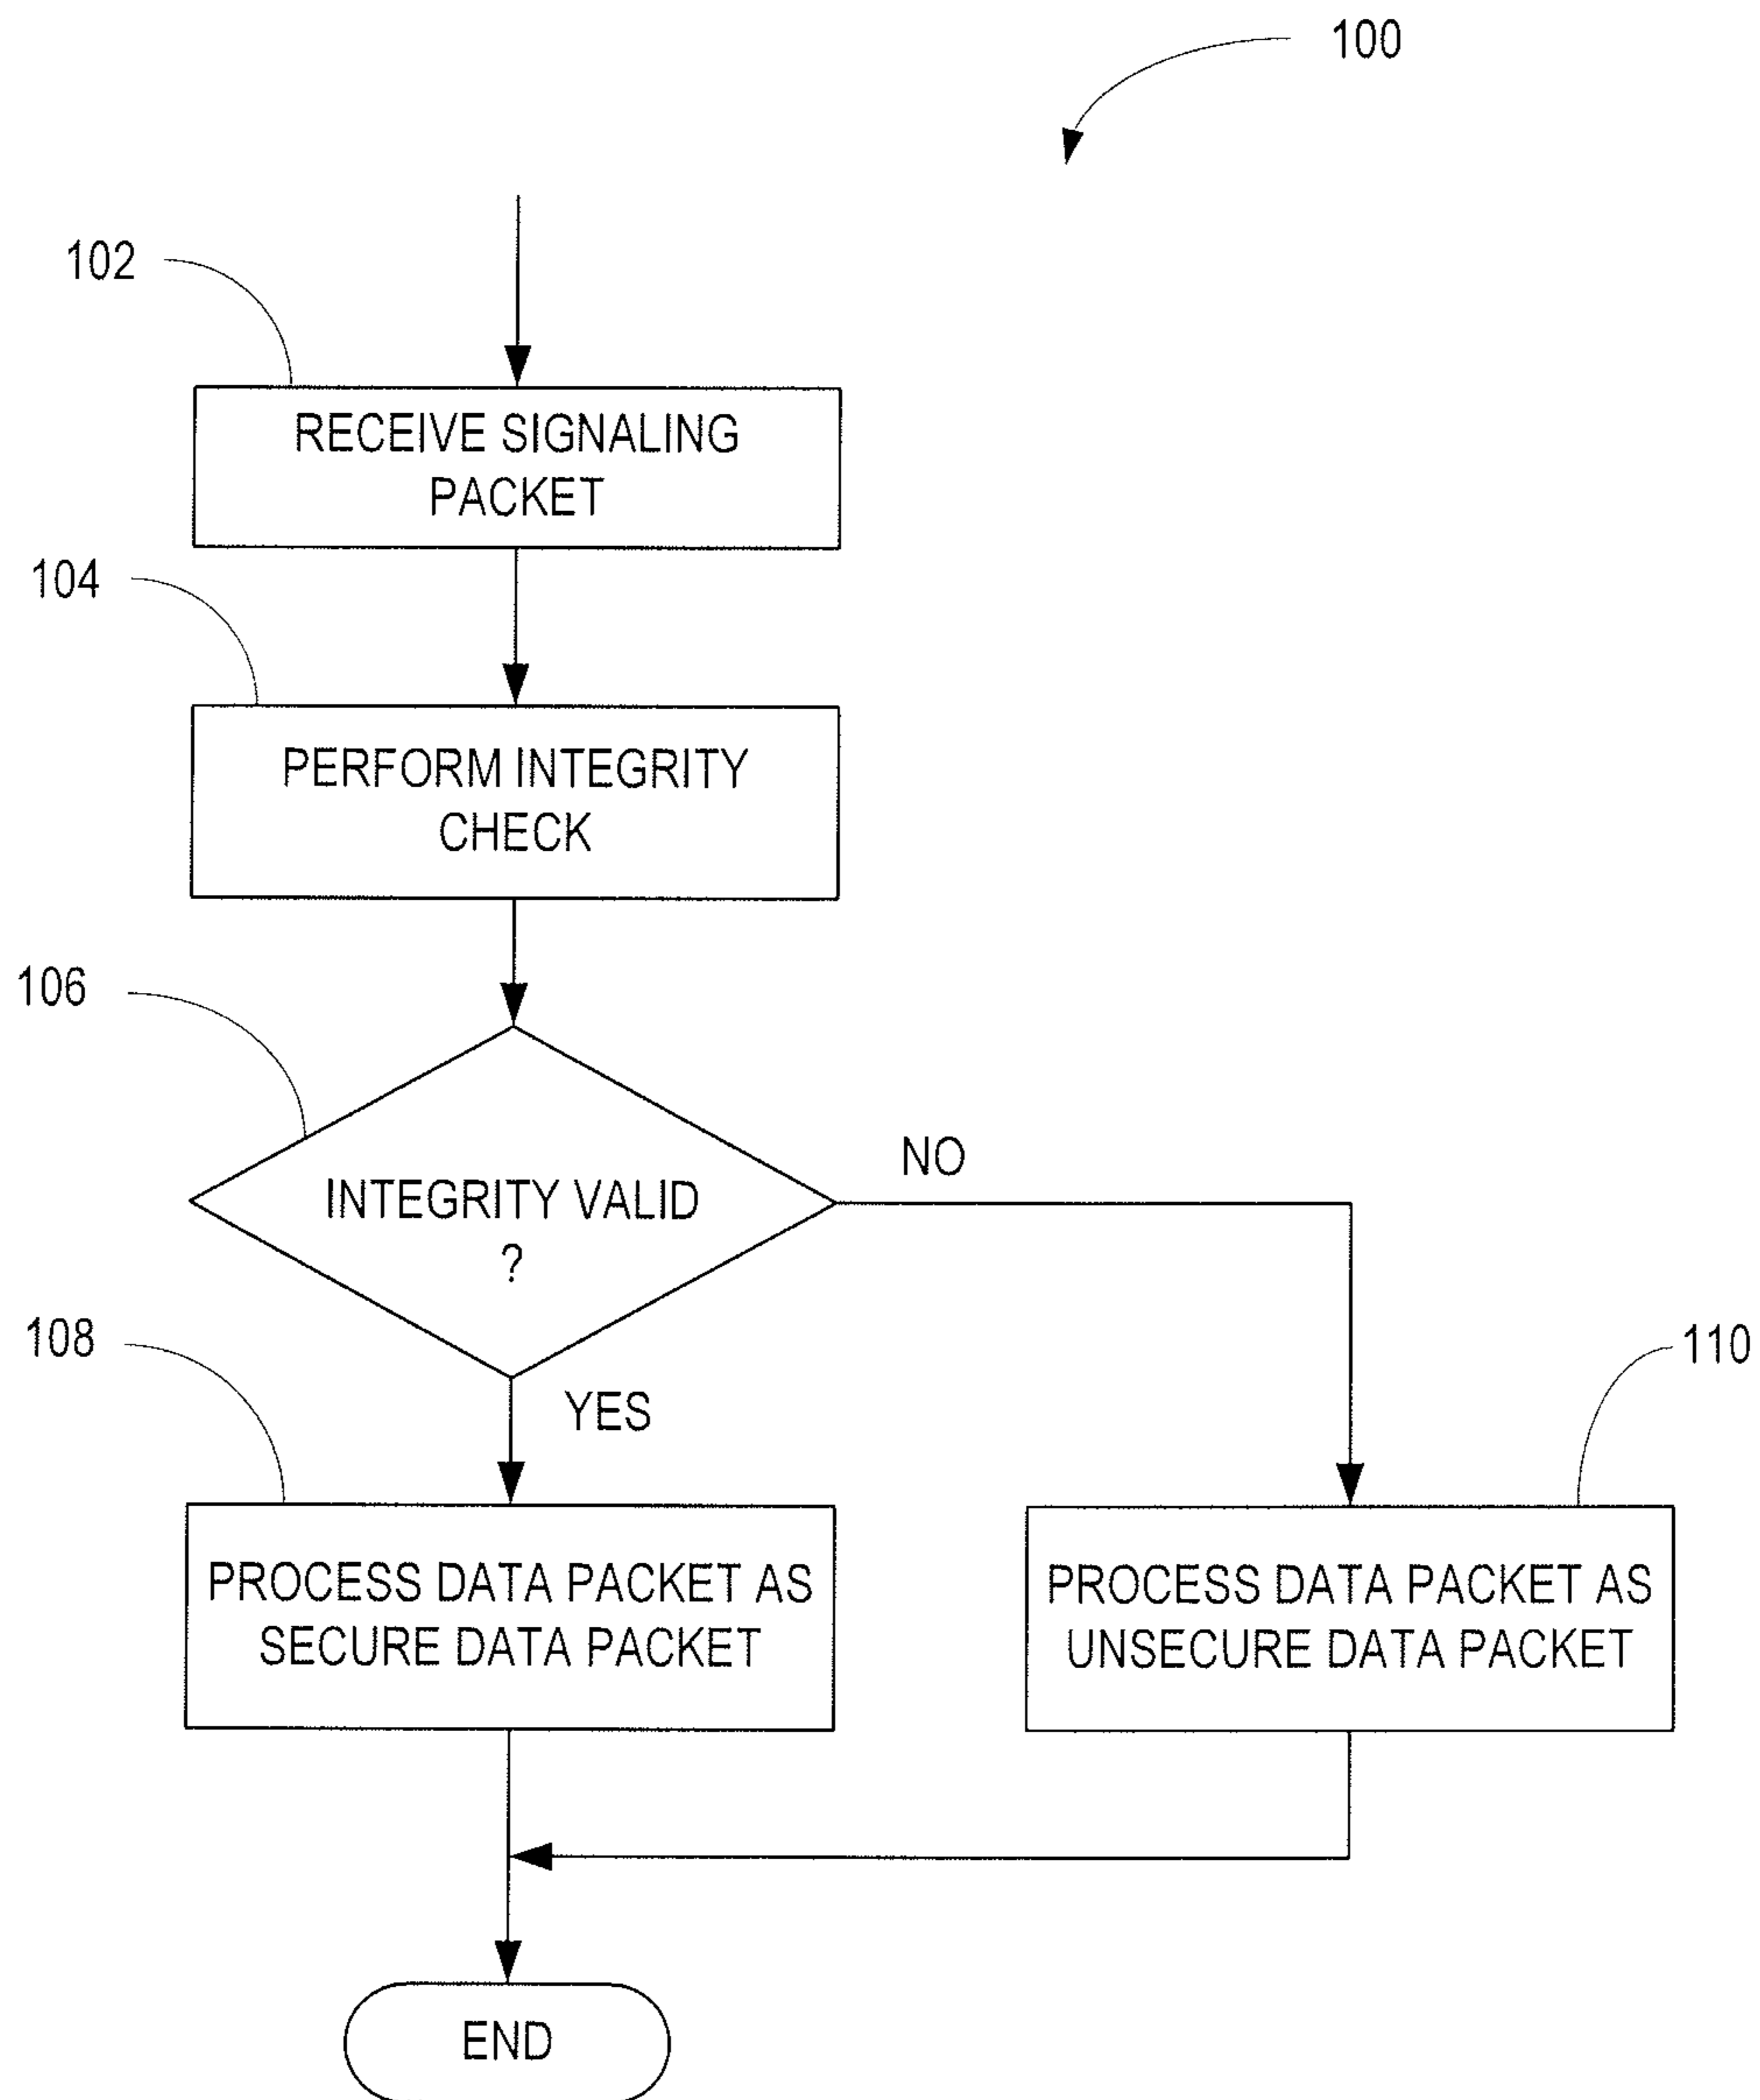 100
102
RECEIVE SIGNALING
PACKET
104
PERFORM INTEGRITY
CHECK
106
INTEGRITY VALID
?
NO
YES
108
110
PROCESS DATA PACKET AS
SECURE DATA PACKET
PROCESS DATA PACKET AS
UNSECURE DATA PACKET
END